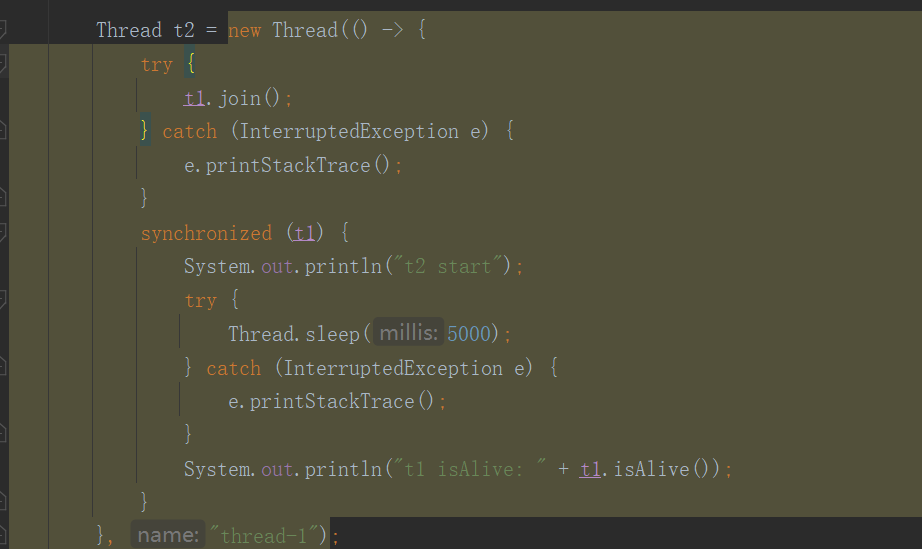 Thread t2 = new Thread(() -> {
try {
t1.join();
} catch (InterruptedException e) {
e.printStackTrace();
}
synchronized (t1) {
System.out.println("t2 start");
try {
Thread.sleep( millis: 5000);
} catch (InterruptedException e) {
e.printStackTrace();
}
System.out.println("t1 isAlive: " + t1.isAlive());
}
}, name: "thread-1");